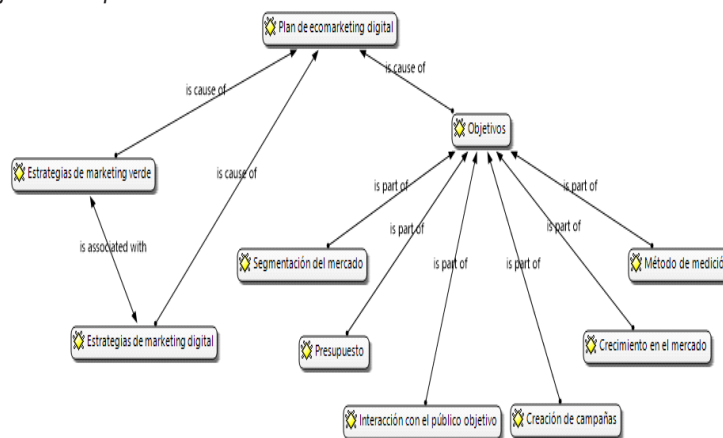 Plan de ecomarketing digital
is cause of
is cause of
Objetivos
Estrategias de marketing verde
is cause of
is part of
is part of
is part of
is associated with
is part of
is part of
is part of
Segmentación del mercado
Método de medició
Estrategias de marketing digital
Presupuesto
Crecimiento en el mercado
Interacción con el público objetivo
Creación de campañas